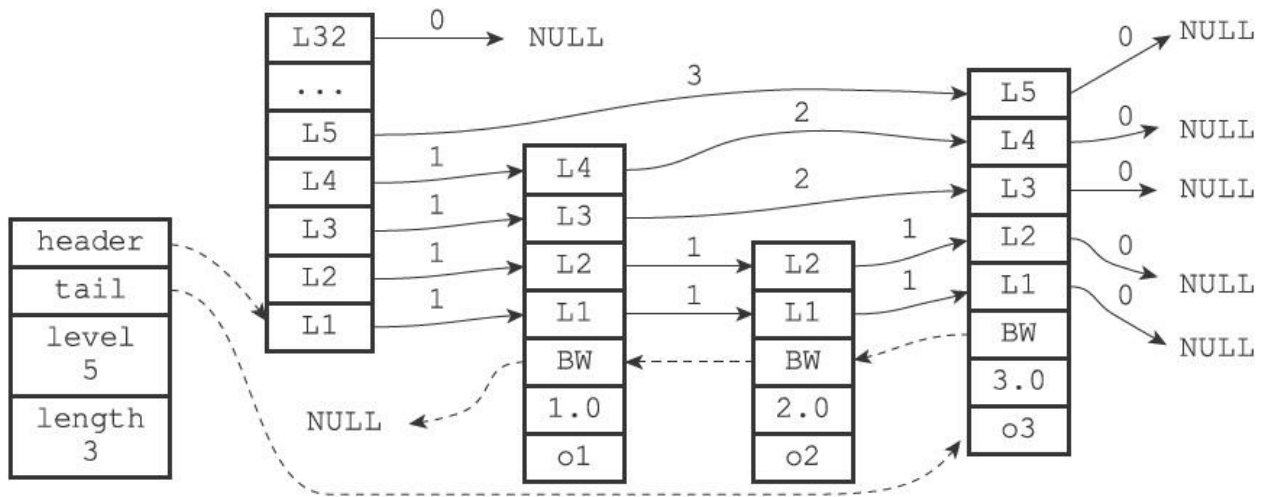 header
tail
level
5
length
3
L32
...
L5
L4
L3
L2
L1
0
NULL
3
1
1
1
1
L4
L3
L2
L1
BW
1.0
o1
NULL
2
2
1
1
L2
L1
BW
2.0
o2
1
1
L5
L4
L3
L2
L1
BW
3.0
o3
0
NULL
0
NULL
0
NULL
0
NULL
0
NULL